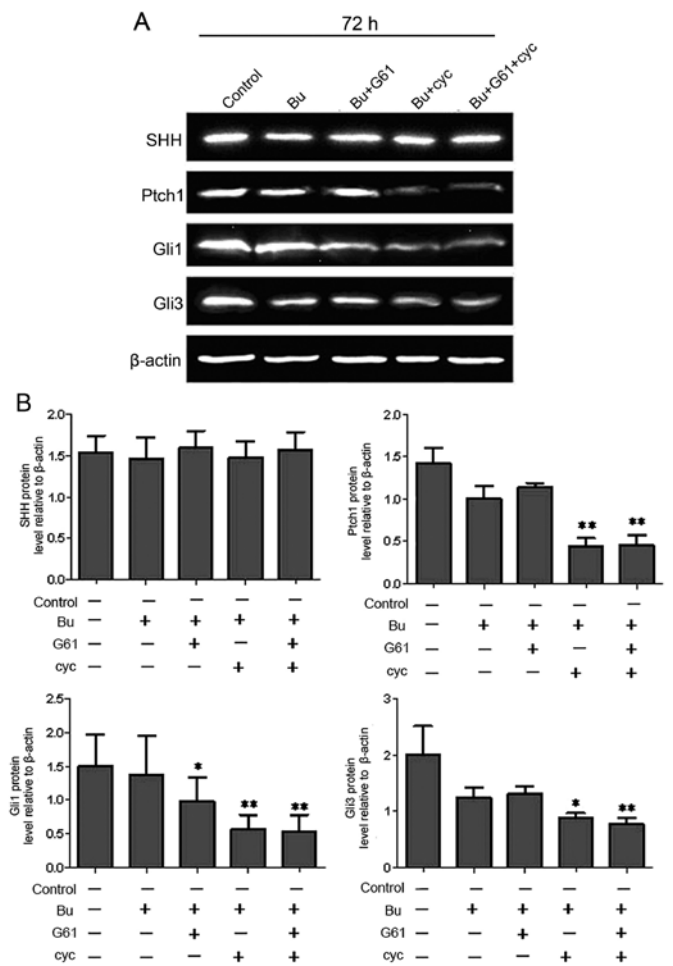 A
72 h
Control Bu Bu+G61 Bu+cyc Bu+G61+cyc
SHH
Ptch1
Gli1
Gli3
β-actin
B
SHH protein
level relative to β-actin
2.0
1.5
1.0
0.5
0.0
Control – – – – –
Bu – + + + +
G61 – – + – +
cyc – – – + +
Ptch1 protein
level relative to β-actin
2.0
1.5
1.0
0.5
0.0
** **
Control – – – – –
Bu – + + + +
G61 – – + – +
cyc – – – + +
Gli1 protein
level relative to β-actin
2.5
2.0
1.5
1.0
0.5
0.0
* ** **
Control – – – – –
Bu – + + + +
G61 – – + – +
cyc – – – + +
Gli3 protein
level relative to β-actin
3
2
1
0
* **
Control – – – – –
Bu – + + + +
G61 – – + – +
cyc – – – + +